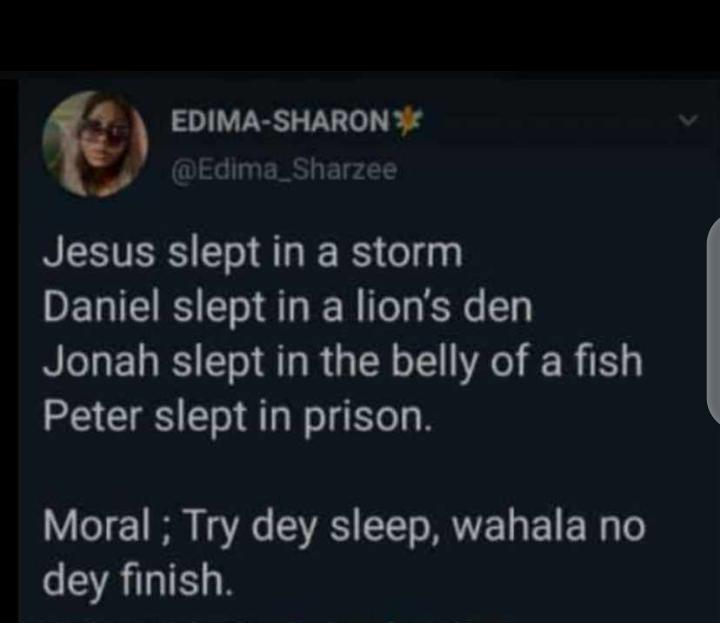 EDIMA-SHARON
@Edima_Sharzee
Jesus slept in a storm
Daniel slept in a lion's den
Jonah slept in the belly of a fish
Peter slept in prison.
Moral ; Try dey sleep, wahala no
dey finish.